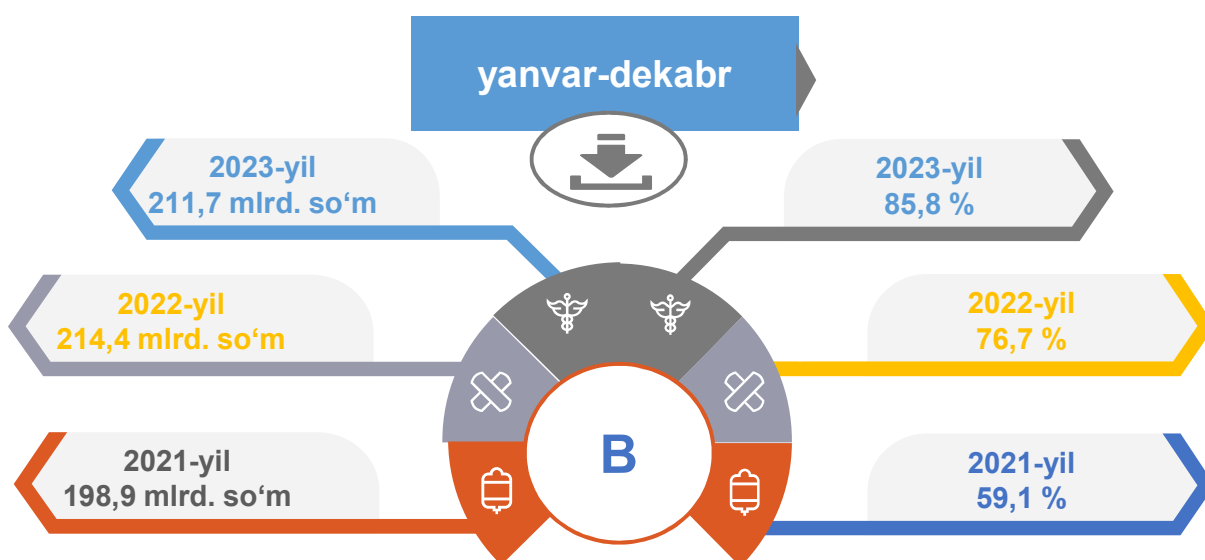 yanvar-dekabr
2023-yil
211,7 mlrd. so‘m
2023-yil
85,8 %
2022-yil
214,4 mlrd. so‘m
2022-yil
76,7 %
B
2021-yil
198,9 mlrd. so‘m
2021-yil
59,1 %